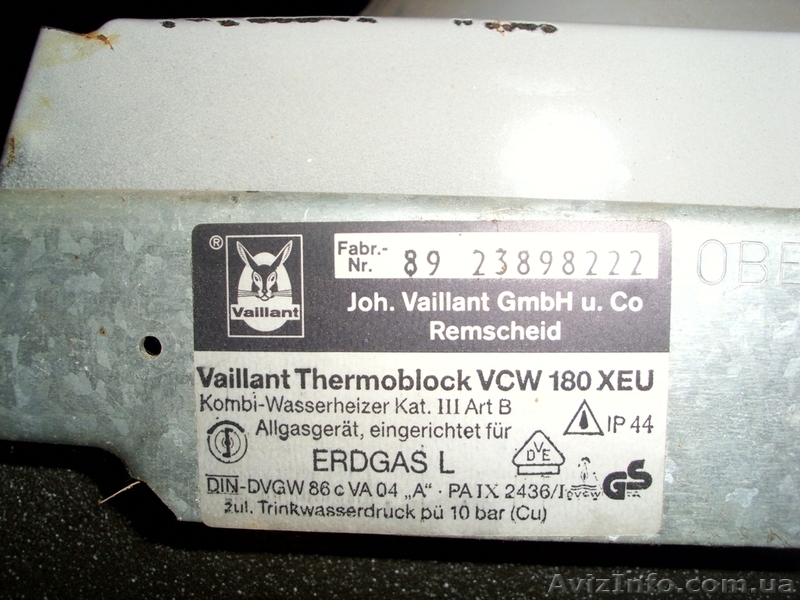 ®
Vaillant
Fabr.-
Nr. 89 23898222
OBE
Joh. Vaillant GmbH u. Co
Remscheid
Vaillant Thermoblock VCW 180 XEU
Kombi-Wasserheizer Kat. III Art B
IP 44
Allgasgerät, eingerichtet für
DVE
ERDGAS L
DVGW
GS
DIN-DVGW 86 c VA 04 „A“ · PA IX 2436/I
zul. Trinkwasserdruck pü 10 bar (Cu)
AvizInfo.com.ua